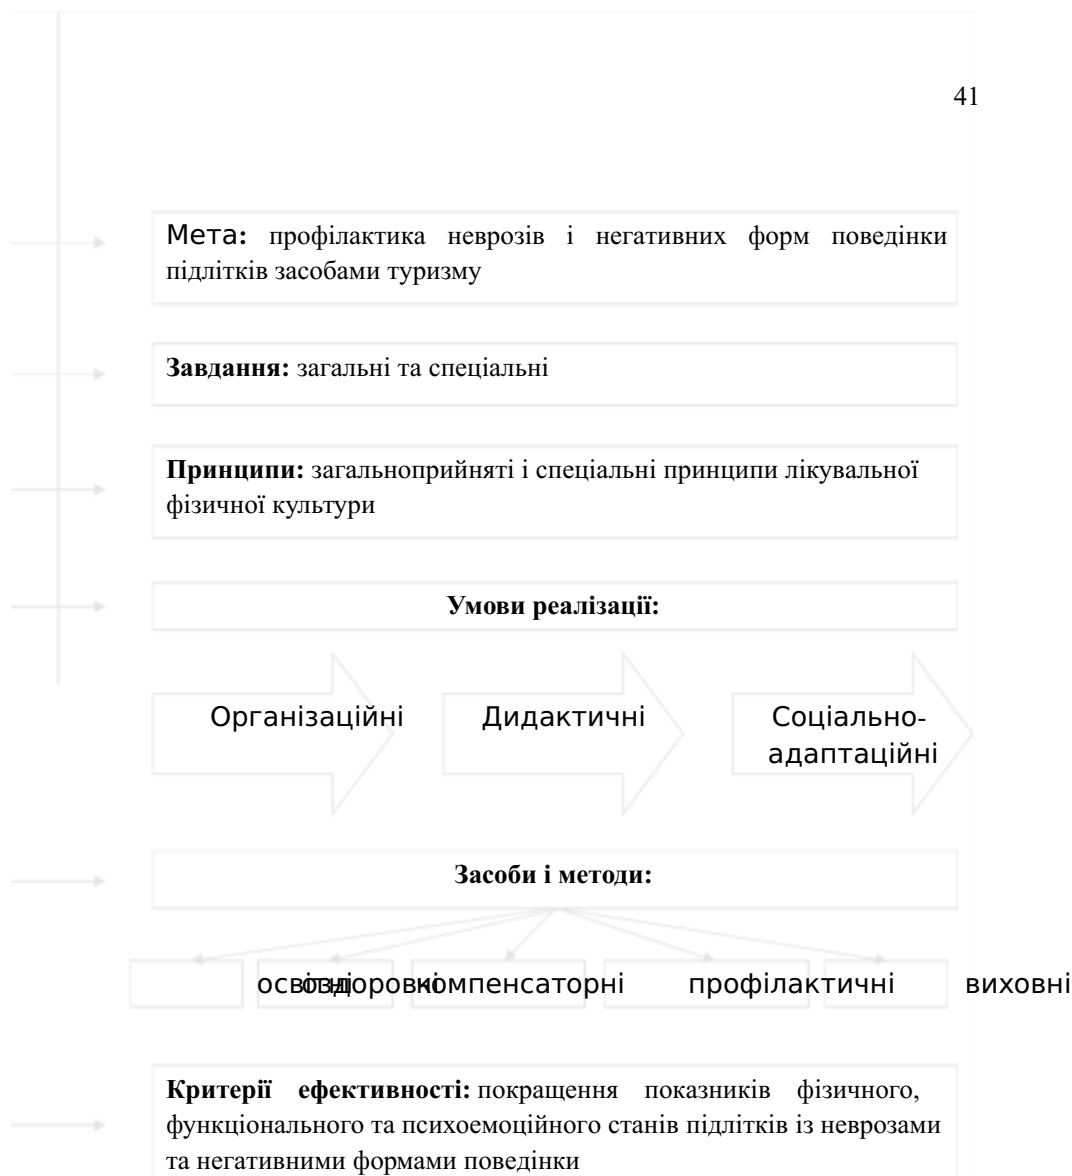 41
Мета: профілактика неврозів і негативних форм поведінки
підлітків засобами туризму
Завдання: загальні та спеціальні
Принципи: загальноприйняті і спеціальні принципи лікувальної
фізичної культури
Умови реалізації:
Організаційні Дидактичні Соціально-
адаптаційні
Засоби і методи:
освітні оздоровчі компенсаторні профілактичні виховні
Критерії ефективності: покращення показників фізичного,
функціонального та психоемоційного станів підлітків із неврозами
та негативними формами поведінки